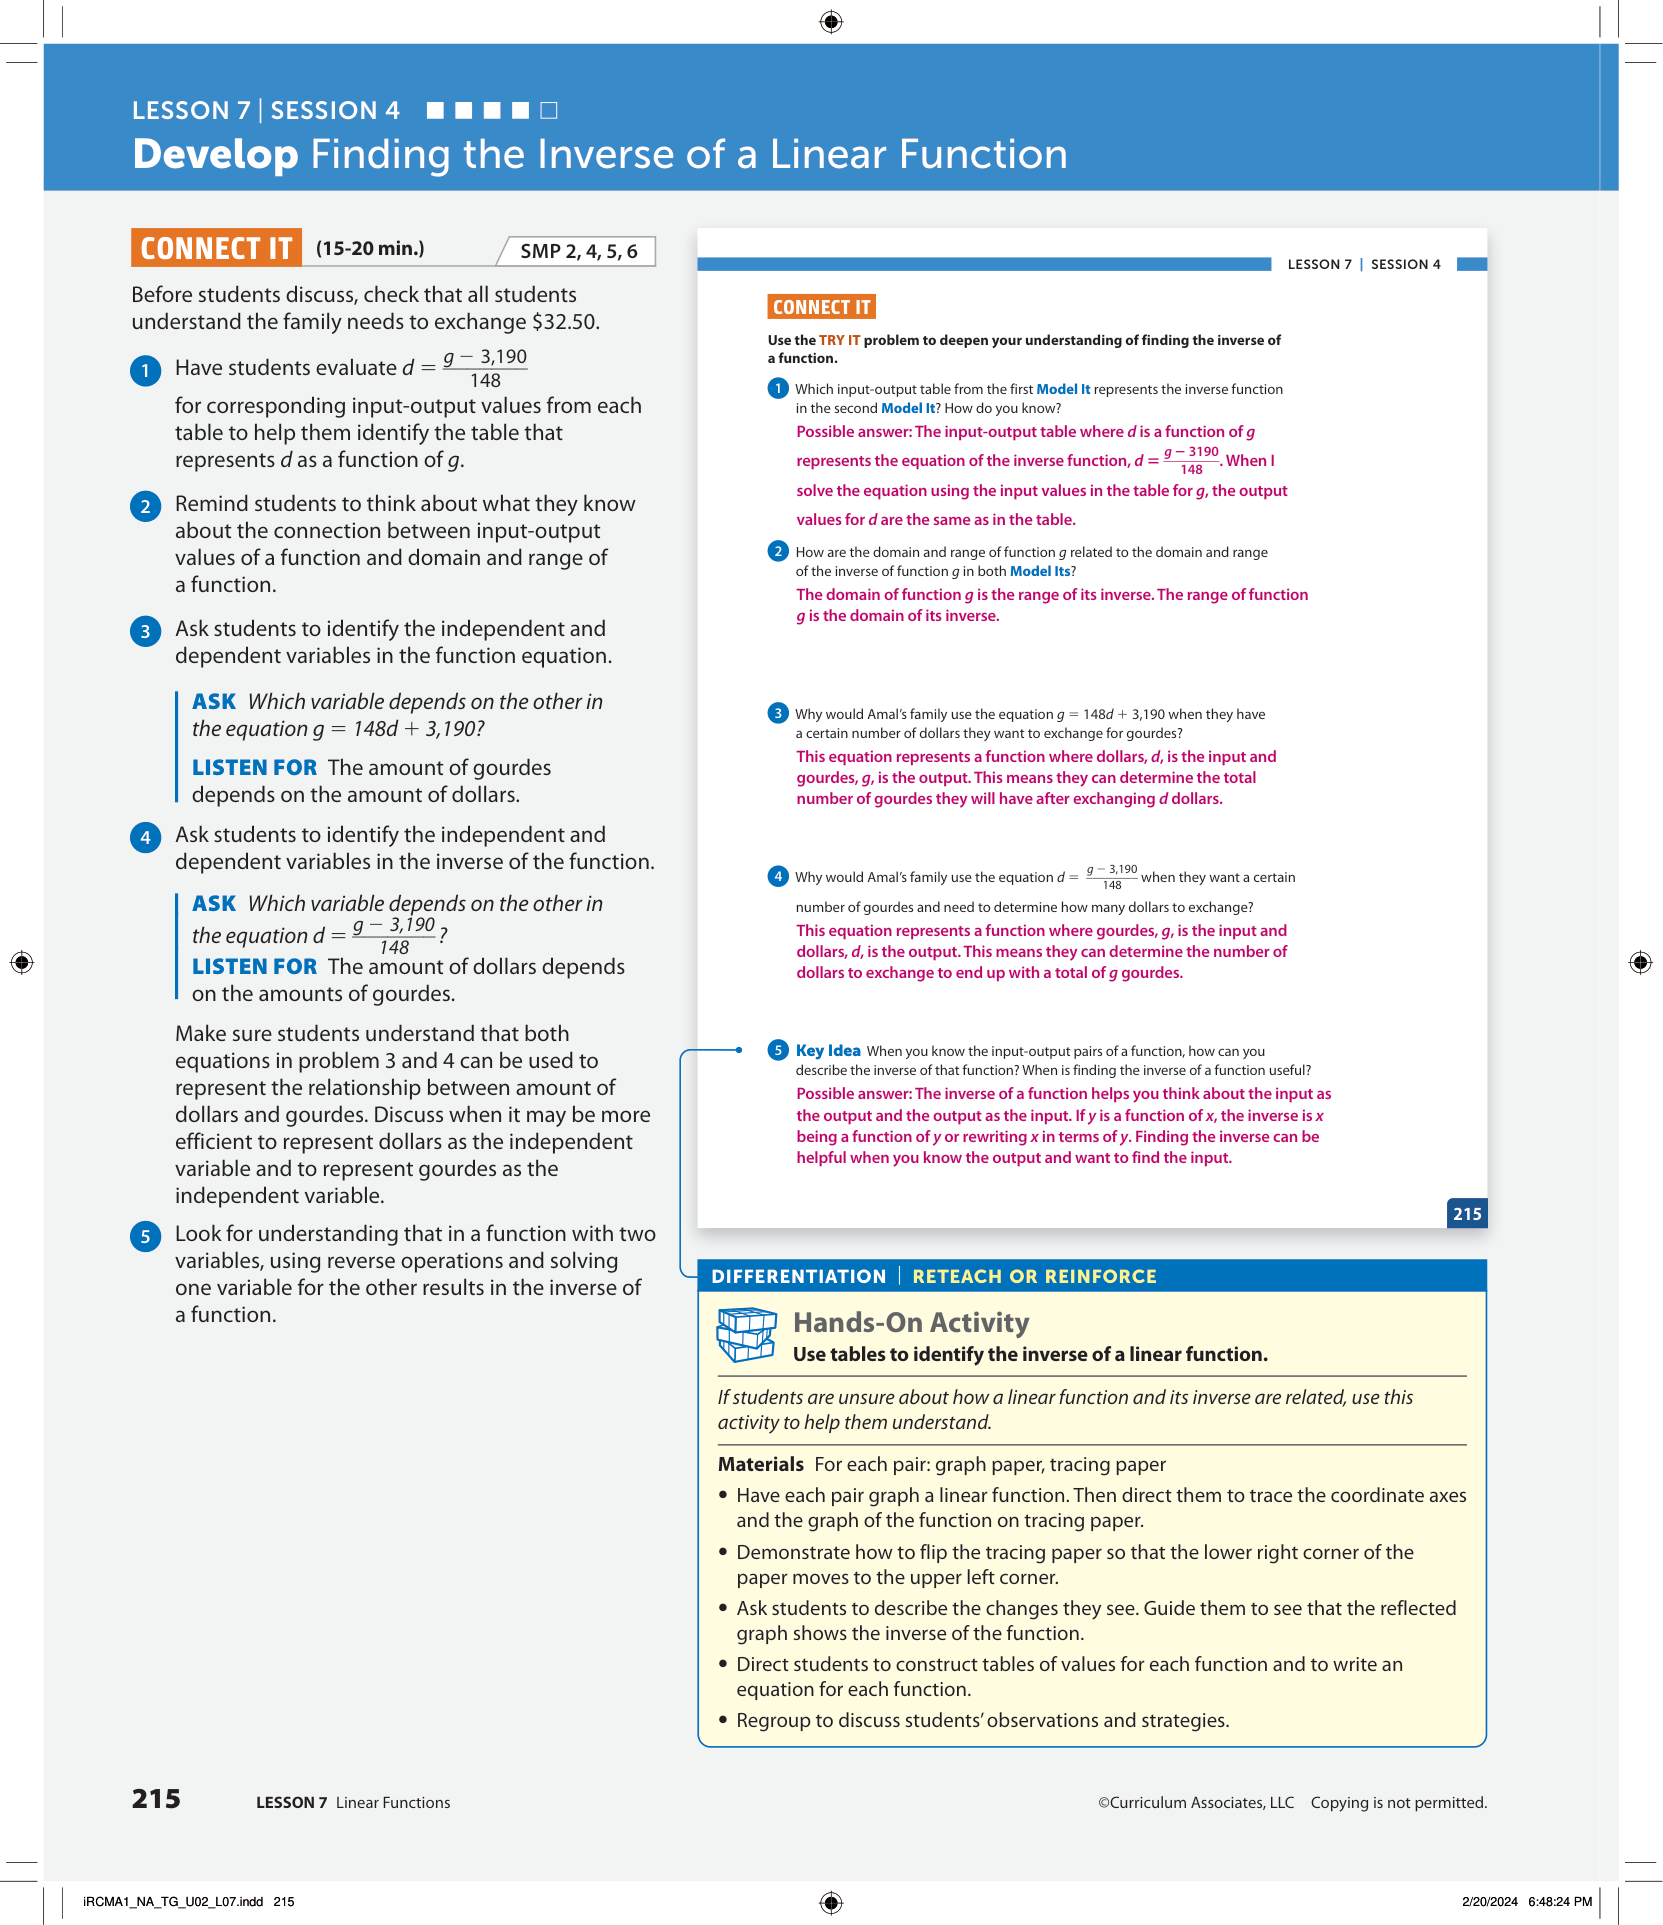 LESSON 7 | SESSION 4
Develop Finding the Inverse of a Linear Function
CONNECT IT (15-20 min.) SMP 2, 4, 5, 6
Before students discuss, check that all students
understand the family needs to exchange $32.50.
1 Have students evaluate d = (g − 3,190)/148
for corresponding input-output values from each
table to help them identify the table that
represents d as a function of g.
2 Remind students to think about what they know
about the connection between input-output
values of a function and domain and range of
a function.
3 Ask students to identify the independent and
dependent variables in the function equation.
ASK Which variable depends on the other in
the equation g = 148d + 3,190?
LISTEN FOR The amount of gourdes
depends on the amount of dollars.
4 Ask students to identify the independent and
dependent variables in the inverse of the function.
ASK Which variable depends on the other in
the equation d = (g − 3,190)/148 ?
LISTEN FOR The amount of dollars depends
on the amounts of gourdes.
Make sure students understand that both
equations in problem 3 and 4 can be used to
represent the relationship between amount of
dollars and gourdes. Discuss when it may be more
efficient to represent dollars as the independent
variable and to represent gourdes as the
independent variable.
5 Look for understanding that in a function with two
variables, using reverse operations and solving
one variable for the other results in the inverse of
a function.
LESSON 7 | SESSION 4
CONNECT IT
Use the TRY IT problem to deepen your understanding of finding the inverse of
a function.
1 Which input-output table from the first Model It represents the inverse function
in the second Model It? How do you know?
Possible answer: The input-output table where d is a function of g
represents the equation of the inverse function, d = (g − 3190)/148. When I
solve the equation using the input values in the table for g, the output
values for d are the same as in the table.
2 How are the domain and range of function g related to the domain and range
of the inverse of function g in both Model Its?
The domain of function g is the range of its inverse. The range of function
g is the domain of its inverse.
3 Why would Amal's family use the equation g = 148d + 3,190 when they have
a certain number of dollars they want to exchange for gourdes?
This equation represents a function where dollars, d, is the input and
gourdes, g, is the output. This means they can determine the total
number of gourdes they will have after exchanging d dollars.
4 Why would Amal's family use the equation d = (g − 3,190)/148 when they want a certain
number of gourdes and need to determine how many dollars to exchange?
This equation represents a function where gourdes, g, is the input and
dollars, d, is the output. This means they can determine the number of
dollars to exchange to end up with a total of g gourdes.
5 Key Idea When you know the input-output pairs of a function, how can you
describe the inverse of that function? When is finding the inverse of a function useful?
Possible answer: The inverse of a function helps you think about the input as
the output and the output as the input. If y is a function of x, the inverse is x
being a function of y or rewriting x in terms of y. Finding the inverse can be
helpful when you know the output and want to find the input.
215
DIFFERENTIATION | RETEACH OR REINFORCE
Hands-On Activity
Use tables to identify the inverse of a linear function.
If students are unsure about how a linear function and its inverse are related, use this
activity to help them understand.
Materials For each pair: graph paper, tracing paper
• Have each pair graph a linear function. Then direct them to trace the coordinate axes
and the graph of the function on tracing paper.
• Demonstrate how to flip the tracing paper so that the lower right corner of the
paper moves to the upper left corner.
• Ask students to describe the changes they see. Guide them to see that the reflected
graph shows the inverse of the function.
• Direct students to construct tables of values for each function and to write an
equation for each function.
• Regroup to discuss students' observations and strategies.
215 LESSON 7 Linear Functions
©Curriculum Associates, LLC Copying is not permitted.
iRCMA1_NA_TG_U02_L07.indd 215
2/20/2024 6:48:24 PM